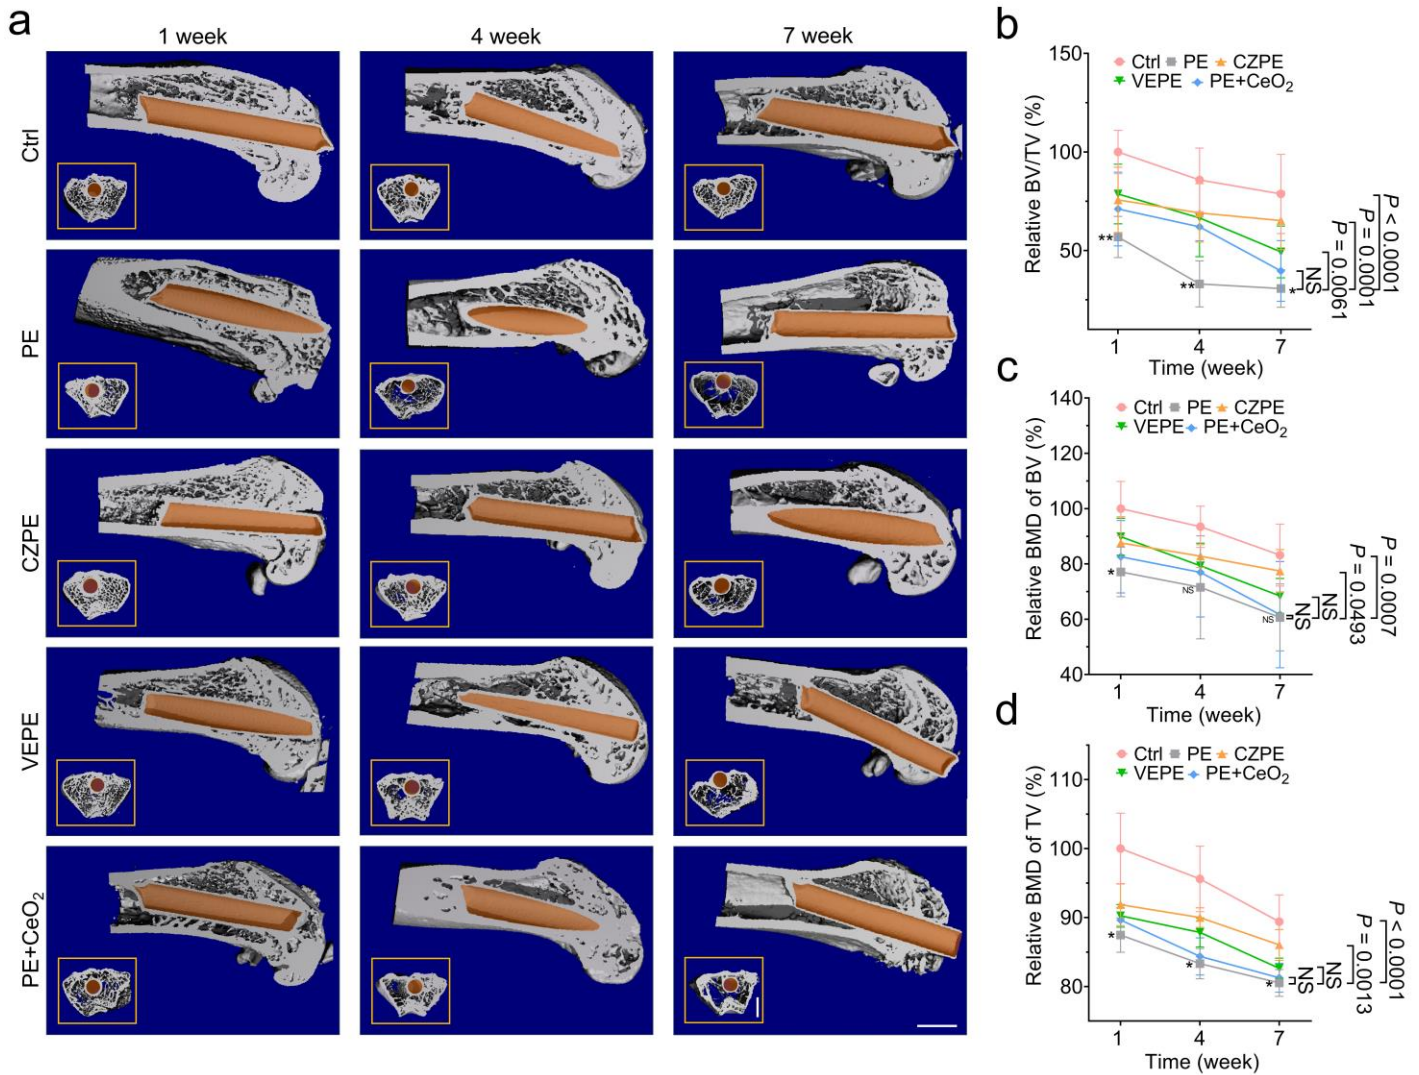 a
1 week 4 week 7 week
Ctrl
PE
CZPE
VEPE
PE+CeO₂
b
Relative BV/TV (%)
150
100
50
Ctrl PE CZPE
VEPE PE+CeO₂
**
**
*
NS
P = 0.0061
P = 0.0001
P < 0.0001
1 4 7
Time (week)
c
Relative BMD of BV (%)
140
120
100
80
60
40
Ctrl PE CZPE
VEPE PE+CeO₂
*
NS
NS
NS
NS
P = 0.0493
P = 0.0007
1 4 7
Time (week)
d
Relative BMD of TV (%)
110
100
90
80
Ctrl PE CZPE
VEPE PE+CeO₂
*
*
*
NS
NS
P = 0.0013
P < 0.0001
1 4 7
Time (week)